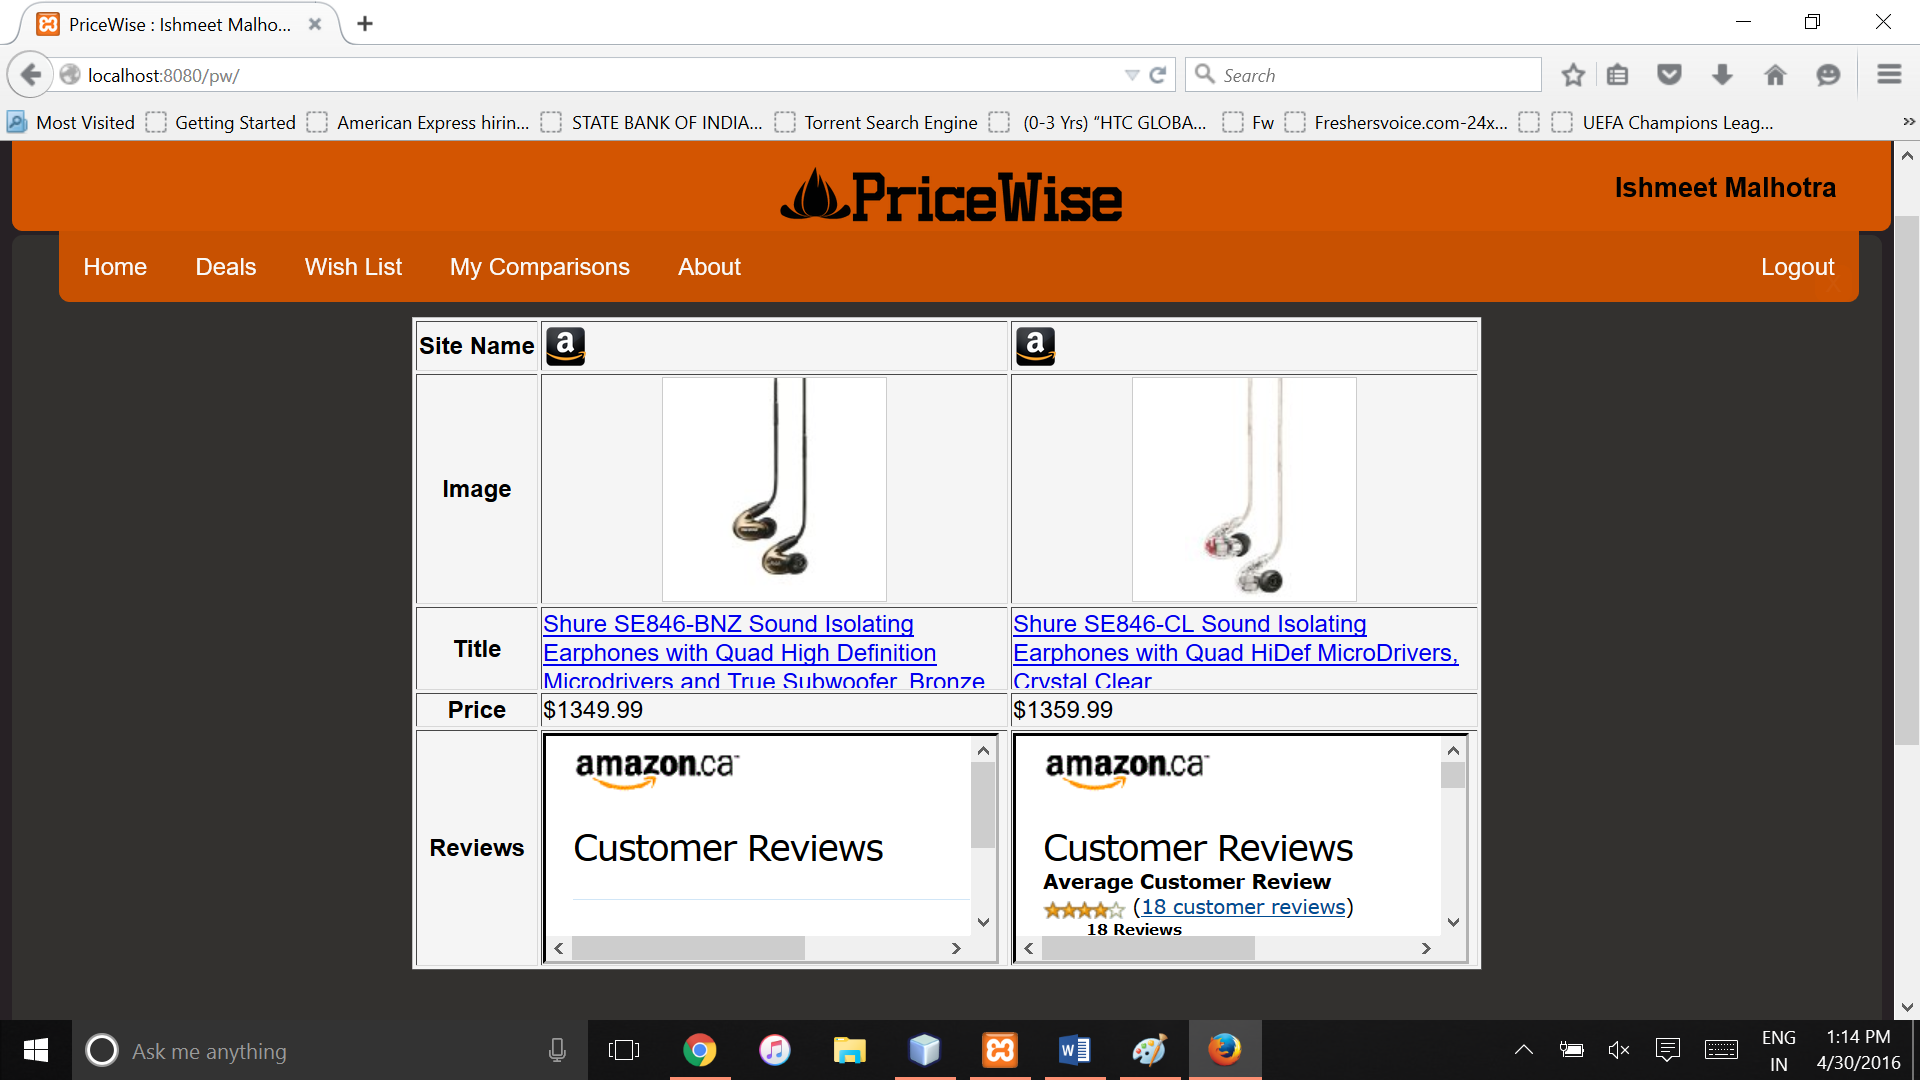 PriceWise : Ishmeet Malho...
localhost:8080/pw/
Search
Most Visited Getting Started American Express hirin... STATE BANK OF INDIA... Torrent Search Engine (0-3 Yrs) “HTC GLOBA... Fw Freshersvoice.com-24x... UEFA Champions Leag...
PriceWise
Ishmeet Malhotra
Home Deals Wish List My Comparisons About Logout
Site Name
Image
Title
Shure SE846-BNZ Sound Isolating
Earphones with Quad High Definition
Microdrivers and True Subwoofer, Bronze
Shure SE846-CL Sound Isolating
Earphones with Quad HiDef MicroDrivers,
Crystal Clear
Price $1349.99 $1359.99
Reviews
amazon.ca™
Customer Reviews
amazon.ca™
Customer Reviews
Average Customer Review
(18 customer reviews)
18 Reviews
Ask me anything
ENG
IN
1:14 PM
4/30/2016